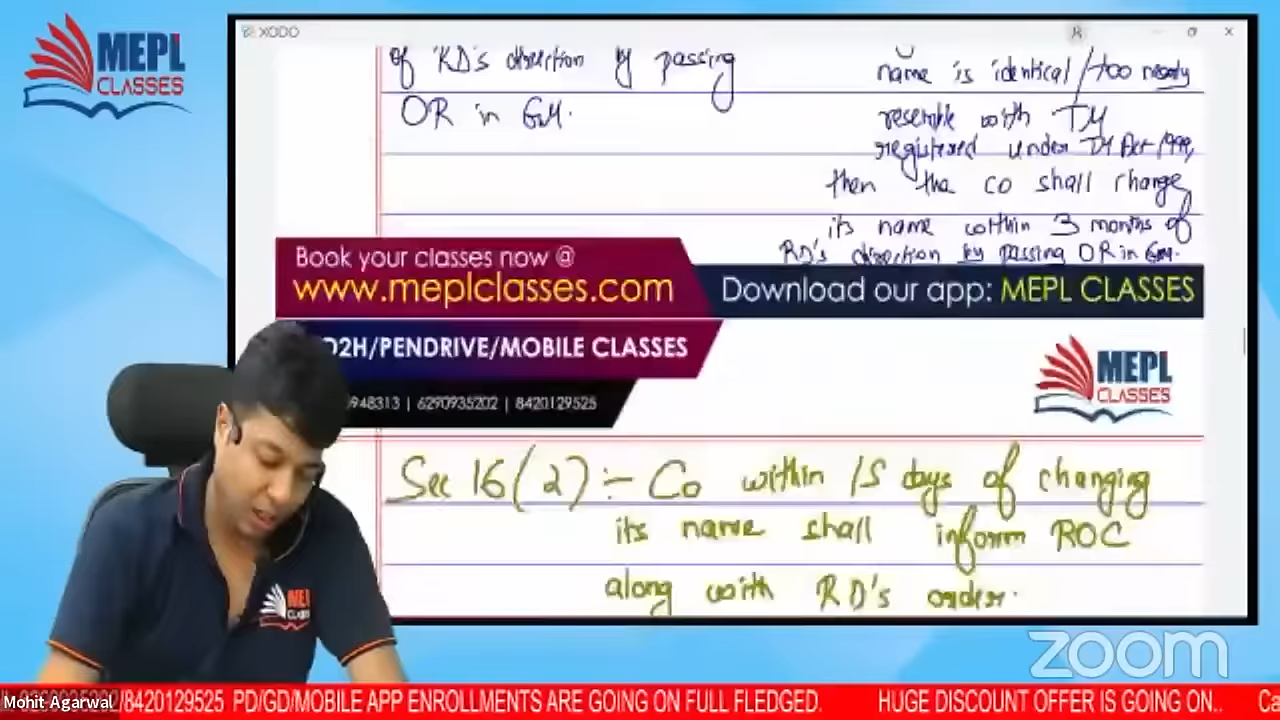 MEPL
CLASSES
XODO
of RD's direction by passing
OR in GM.
name is identical / too nearly
resemble with TM
registered under TM Act 1999,
then the co shall change
its name within 3 months of
RD's direction by passing OR in GM.
Book your classes now @
www.meplclasses.com
Download our app: MEPL CLASSES
D2H/PENDRIVE/MOBILE CLASSES
948313 | 6290935202 | 8420129525
MEPL
CLASSES
Sec 16(2) :- Co within 15 days of changing
its name shall inform ROC
along with RD's order.
MEPL
zoom
Mohit Agarwal
/8420129525 PD/GD/MOBILE APP ENROLLMENTS ARE GOING ON FULL FLEDGED. HUGE DISCOUNT OFFER IS GOING ON.. Ca